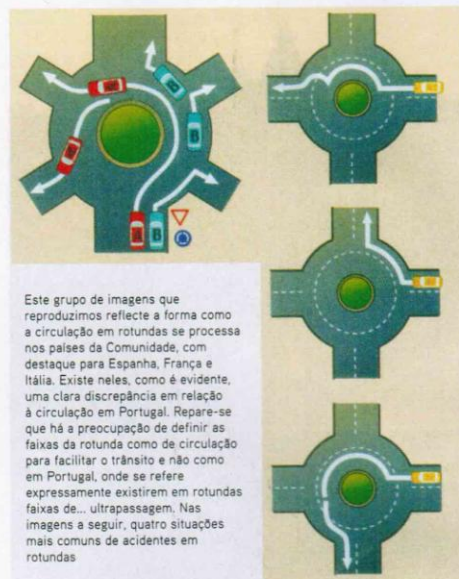 Este grupo de imagens que
reproduzimos reflecte a forma como
a circulação em rotundas se processa
nos países da Comunidade, com
destaque para Espanha, França e
Itália. Existe neles, como é evidente,
uma clara discrepância em relação
à circulação em Portugal. Repare-se
que há a preocupação de definir as
faixas da rotunda como de circulação
para facilitar o trânsito e não como
em Portugal, onde se refere
expressamente existirem em rotundas
faixas de... ultrapassagem. Nas
imagens a seguir, quatro situações
mais comuns de acidentes em
rotundas